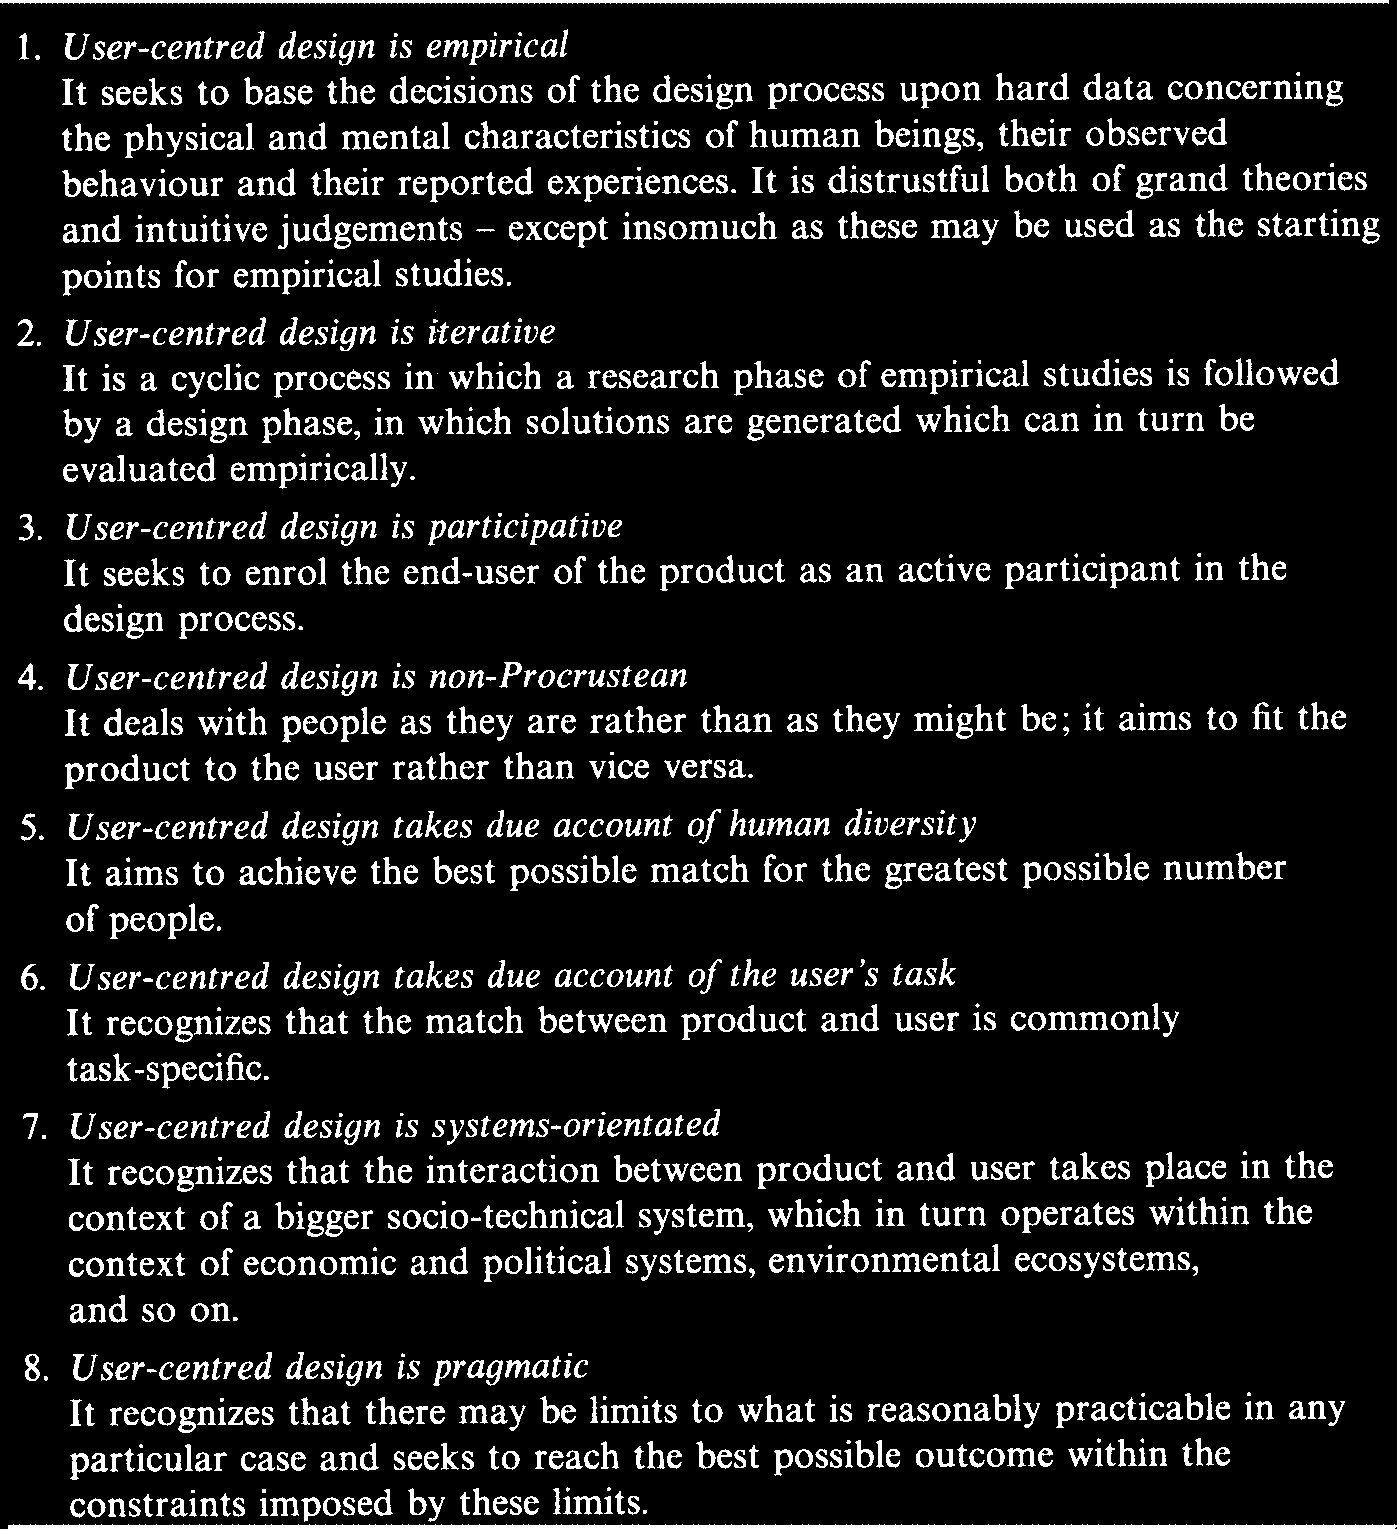 1. User-centred design is empirical
It seeks to base the decisions of the design process upon hard data concerning
the physical and mental characteristics of human beings, their observed
behaviour and their reported experiences. It is distrustful both of grand theories
and intuitive judgements – except insomuch as these may be used as the starting
points for empirical studies.
2. User-centred design is iterative
It is a cyclic process in which a research phase of empirical studies is followed
by a design phase, in which solutions are generated which can in turn be
evaluated empirically.
3. User-centred design is participative
It seeks to enrol the end-user of the product as an active participant in the
design process.
4. User-centred design is non-Procrustean
It deals with people as they are rather than as they might be; it aims to fit the
product to the user rather than vice versa.
5. User-centred design takes due account of human diversity
It aims to achieve the best possible match for the greatest possible number
of people.
6. User-centred design takes due account of the user's task
It recognizes that the match between product and user is commonly
task-specific.
7. User-centred design is systems-orientated
It recognizes that the interaction between product and user takes place in the
context of a bigger socio-technical system, which in turn operates within the
context of economic and political systems, environmental ecosystems,
and so on.
8. User-centred design is pragmatic
It recognizes that there may be limits to what is reasonably practicable in any
particular case and seeks to reach the best possible outcome within the
constraints imposed by these limits.